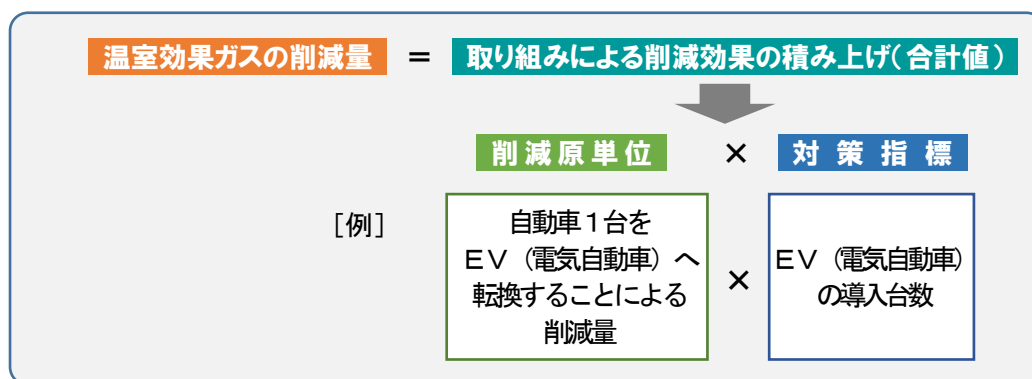 温室効果ガスの削減量 ＝ 取り組みによる削減効果の積み上げ（合計値）
削減原単位 × 対策指標
［例］
自動車１台を
ＥＶ（電気自動車）へ
転換することによる
削減量
×
ＥＶ（電気自動車）
の導入台数